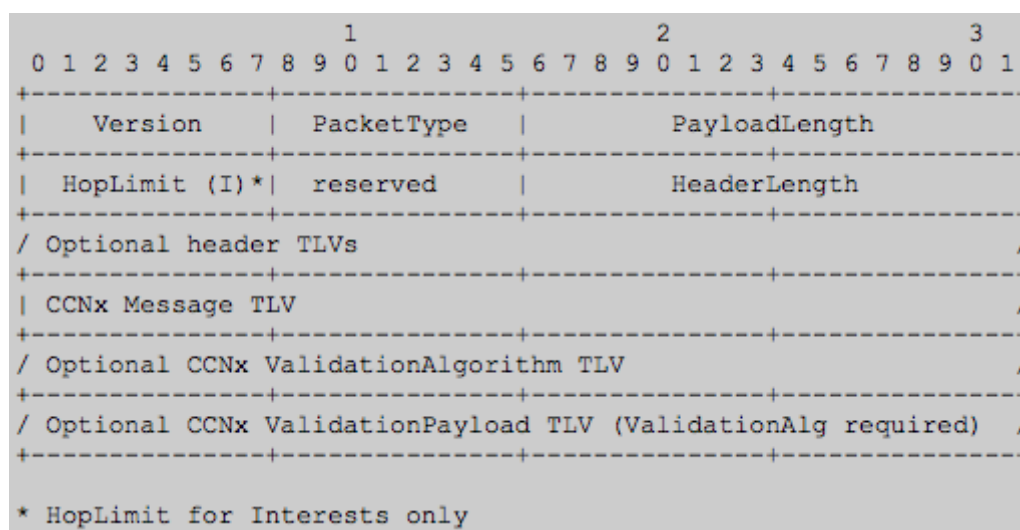 1                   2                   3
 0 1 2 3 4 5 6 7 8 9 0 1 2 3 4 5 6 7 8 9 0 1 2 3 4 5 6 7 8 9 0 1
+---------------+---------------+---------------+---------------
|    Version    |  PacketType   |         PayloadLength
+---------------+---------------+---------------+---------------
|  HopLimit (I)*|  reserved     |         HeaderLength
+---------------+---------------+---------------+---------------
/ Optional header TLVs                                         /
+---------------+---------------+---------------+---------------
| CCNx Message TLV                                             /
+---------------+---------------+---------------+---------------
/ Optional CCNx ValidationAlgorithm TLV                        /
+---------------+---------------+---------------+---------------
/ Optional CCNx ValidationPayload TLV (ValidationAlg required) /
+---------------+---------------+---------------+---------------
* HopLimit for Interests only